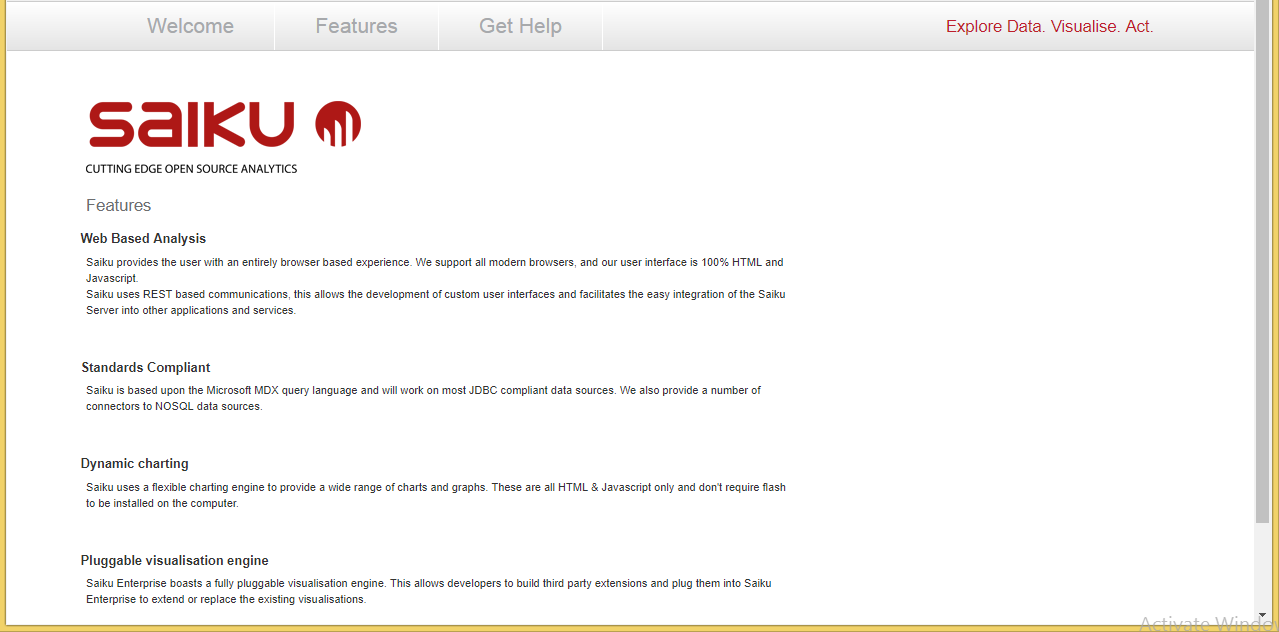 Welcome
Features
Get Help
Explore Data. Visualise. Act.
saiku
CUTTING EDGE OPEN SOURCE ANALYTICS
Features
Web Based Analysis
Saiku provides the user with an entirely browser based experience. We support all modern browsers, and our user interface is 100% HTML and
Javascript.
Saiku uses REST based communications, this allows the development of custom user interfaces and facilitates the easy integration of the Saiku
Server into other applications and services.
Standards Compliant
Saiku is based upon the Microsoft MDX query language and will work on most JDBC compliant data sources. We also provide a number of
connectors to NOSQL data sources.
Dynamic charting
Saiku uses a flexible charting engine to provide a wide range of charts and graphs. These are all HTML & Javascript only and don't require flash
to be installed on the computer.
Pluggable visualisation engine
Saiku Enterprise boasts a fully pluggable visualisation engine. This allows developers to build third party extensions and plug them into Saiku
Enterprise to extend or replace the existing visualisations.
Activate Window